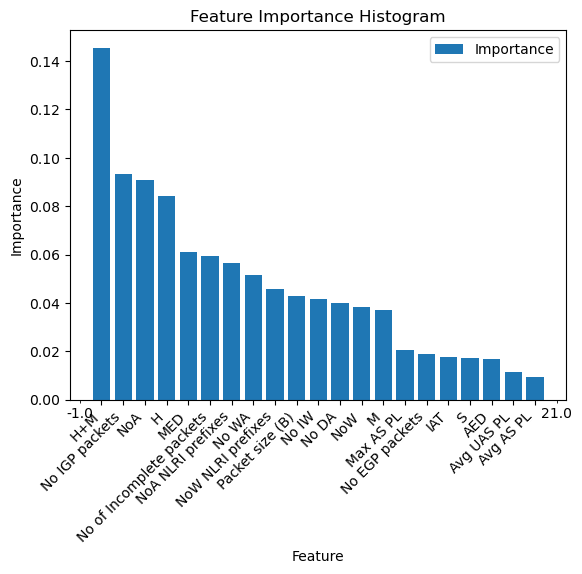 Feature Importance Histogram
Importance
0.14
0.12
0.10
0.08
0.06
0.04
0.02
0.00
Importance
-1.0
H+M
No IGP packets
NoA
H
MED
No of Incomplete packets
NoA NLRI prefixes
No WA
NoW NLRI prefixes
Packet size (B)
No IW
No DA
NoW
M
Max AS PL
No EGP packets
IAT
S
AED
Avg UAS PL
Avg AS PL
21.0
Feature